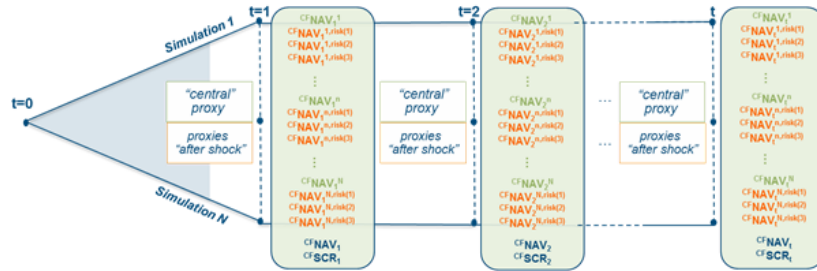 Simulation 1
t=0
Simulation N
t=1
"central"
proxy
proxies
"after shock"
CFNAV₁¹
CFNAV₁¹,risk(1)
CFNAV₁¹,risk(2)
CFNAV₁¹,risk(3)
⋮
CFNAV₁ⁿ
CFNAV₁ⁿ,risk(1)
CFNAV₁ⁿ,risk(2)
CFNAV₁ⁿ,risk(3)
⋮
CFNAV₁ᴺ
CFNAV₁ᴺ,risk(1)
CFNAV₁ᴺ,risk(2)
CFNAV₁ᴺ,risk(3)
CFNAV₁
CFSCR₁
t=2
"central"
proxy
proxies
"after shock"
CFNAV₂¹
CFNAV₂¹,risk(1)
CFNAV₂¹,risk(2)
CFNAV₂¹,risk(3)
⋮
CFNAV₂ⁿ
CFNAV₂ⁿ,risk(1)
CFNAV₂ⁿ,risk(2)
CFNAV₂ⁿ,risk(3)
⋮
CFNAV₂ᴺ
CFNAV₂ᴺ,risk(1)
CFNAV₂ᴺ,risk(2)
CFNAV₂ᴺ,risk(3)
CFNAV₂
CFSCR₂
...
...
t
"central"
proxy
proxies
"after shock"
CFNAVₜ¹
CFNAVₜ¹,risk(1)
CFNAVₜ¹,risk(2)
CFNAVₜ¹,risk(3)
⋮
CFNAVₜⁿ
CFNAVₜⁿ,risk(1)
CFNAVₜⁿ,risk(2)
CFNAVₜⁿ,risk(3)
⋮
CFNAVₜᴺ
CFNAVₜᴺ,risk(1)
CFNAVₜᴺ,risk(2)
CFNAVₜᴺ,risk(3)
CFNAVₜ
CFSCRₜ